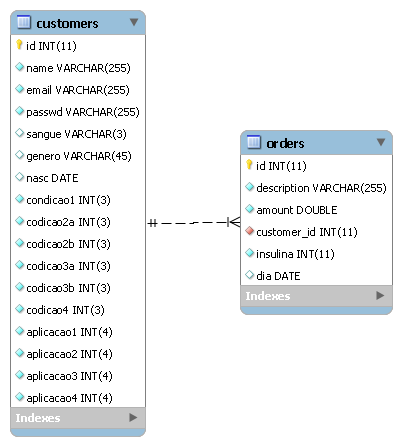 customers
id INT(11)
name VARCHAR(255)
email VARCHAR(255)
passwd VARCHAR(255)
sangue VARCHAR(3)
genero VARCHAR(45)
nasc DATE
condicao1 INT(3)
codicao2a INT(3)
codicao2b INT(3)
codicao3a INT(3)
codicao3b INT(3)
codicao4 INT(3)
aplicacao1 INT(4)
aplicacao2 INT(4)
aplicacao3 INT(4)
aplicacao4 INT(4)
Indexes
orders
id INT(11)
description VARCHAR(255)
amount DOUBLE
customer_id INT(11)
insulina INT(11)
dia DATE
Indexes